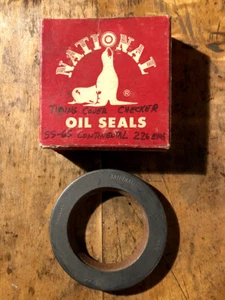 NATIONAL
®
TIMING COVER CHECKER
OIL SEALS
55-65 CONTINENTAL 226 ENG